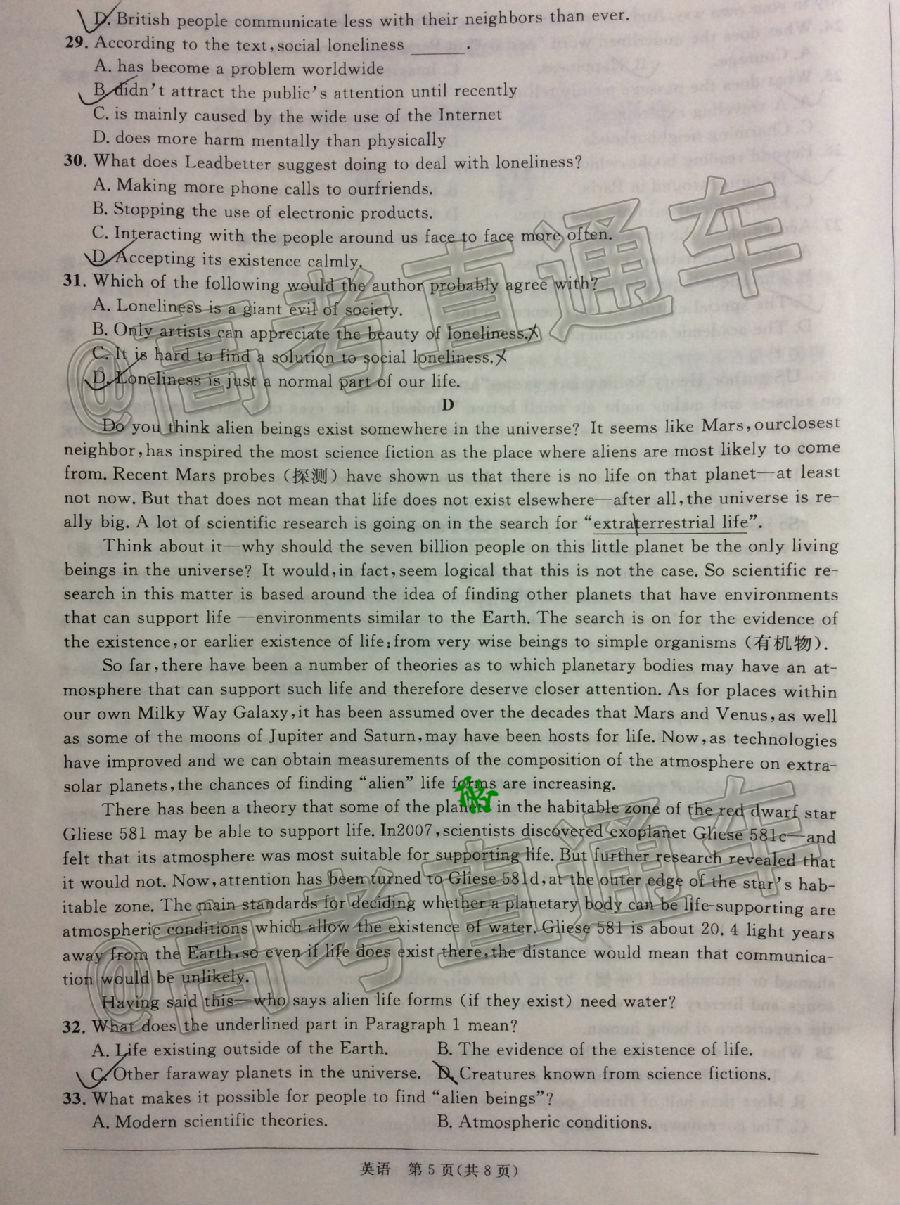 D. British people communicate less with their neighbors than ever.
29. According to the text,social loneliness ______.
A. has become a problem worldwide
B. didn't attract the public's attention until recently
C. is mainly caused by the wide use of the Internet
D. does more harm mentally than physically
30. What does Leadbetter suggest doing to deal with loneliness?
A. Making more phone calls to ourfriends.
B. Stopping the use of electronic products.
C. Interacting with the people around us face to face more often.
D. Accepting its existence calmly.
31. Which of the following would the author probably agree with?
A. Loneliness is a giant evil of society.
B. Only artists can appreciate the beauty of loneliness.
C. It is hard to find a solution to social loneliness.
D. Loneliness is just a normal part of our life.
@高考直通车
D
Do you think alien beings exist somewhere in the universe? It seems like Mars,ourclosest
neighbor,has inspired the most science fiction as the place where aliens are most likely to come
from. Recent Mars probes (探测) have shown us that there is no life on that planet—at least
not now. But that does not mean that life does not exist elsewhere—after all,the universe is re-
ally big. A lot of scientific research is going on in the search for “extraterrestrial life”.
Think about it—why should the seven billion people on this little planet be the only living
beings in the universe? It would,in fact,seem logical that this is not the case. So scientific re-
search in this matter is based around the idea of finding other planets that have environments
that can support life —environments similar to the Earth. The search is on for the evidence of
the existence,or earlier existence of life;from very wise beings to simple organisms (有机物).
So far,there have been a number of theories as to which planetary bodies may have an at-
mosphere that can support such life and therefore deserve closer attention. As for places within
our own Milky Way Galaxy,it has been assumed over the decades that Mars and Venus,as well
as some of the moons of Jupiter and Saturn,may have been hosts for life. Now,as technologies
have improved and we can obtain measurements of the composition of the atmosphere on extra-
solar planets,the chances of finding “alien” life forms are increasing.
There has been a theory that some of the planets in the habitable zone of the red dwarf star
Gliese 581 may be able to support life. In2007,scientists discovered exoplanet Gliese 581c—and
felt that its atmosphere was most suitable for supporting life. But further research revealed that
it would not. Now,attention has been turned to Gliese 581d,at the outer edge of the star's hab-
itable zone. The main standards for deciding whether a planetary body can be life-supporting are
atmospheric conditions which allow the existence of water. Gliese 581 is about 20.4 light years
away from the Earth,so even if life does exist there,the distance would mean that communica-
tion would be unlikely.
Having said this—who says alien life forms (if they exist) need water?
@高考直通车
32. What does the underlined part in Paragraph 1 mean?
A. Life existing outside of the Earth. B. The evidence of the existence of life.
C. Other faraway planets in the universe. D. Creatures known from science fictions.
33. What makes it possible for people to find “alien beings”?
A. Modern scientific theories. B. Atmospheric conditions.
英语 第5页(共8页)